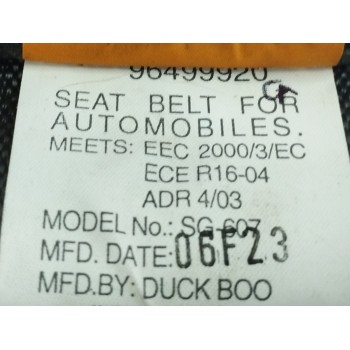 96499920
SEAT BELT FOR
AUTOMOBILES.
MEETS: EEC 2000/3/EC
ECE R16-04
ADR 4/03
MODEL No.: SG-607
MFD. DATE: 06F23
MFD.BY: DUCK BOO